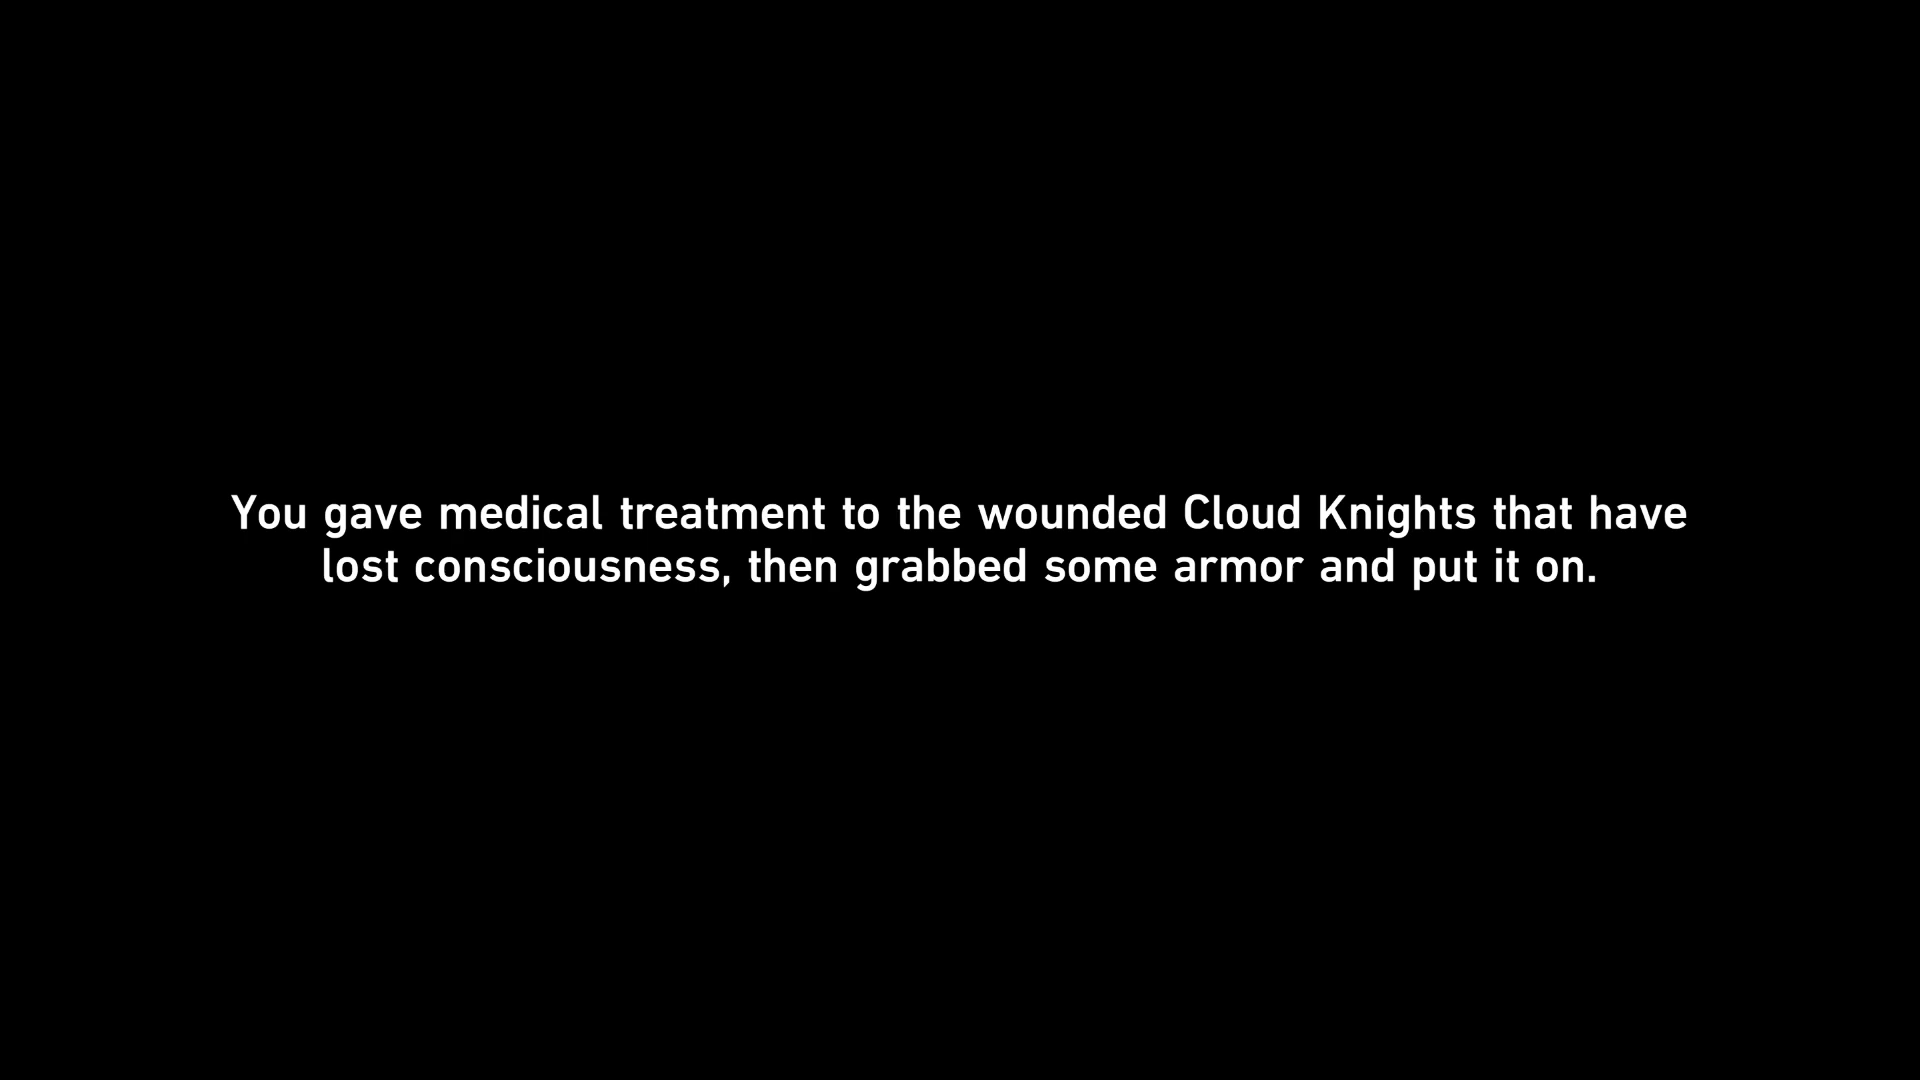 You gave medical treatment to the wounded Cloud Knights that have
lost consciousness, then grabbed some armor and put it on.